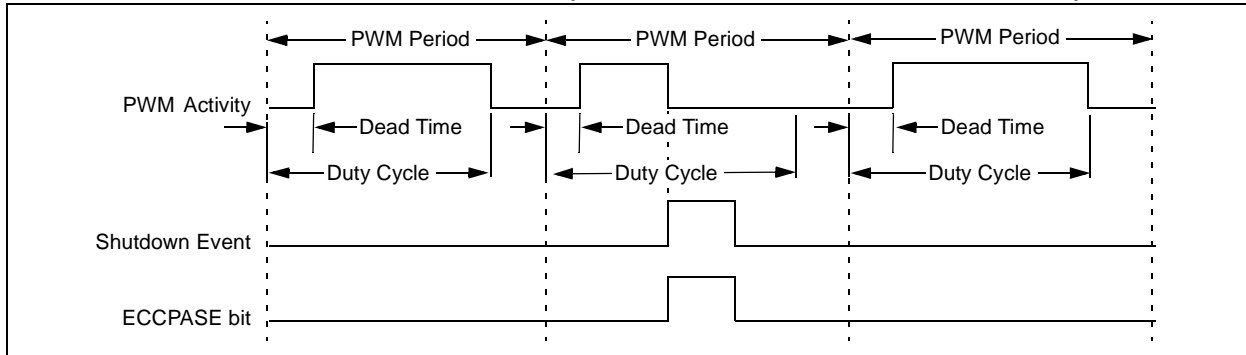 PWM Period PWM Period PWM Period
PWM Activity
Dead Time Dead Time Dead Time
Duty Cycle Duty Cycle Duty Cycle
Shutdown Event
ECCPASE bit